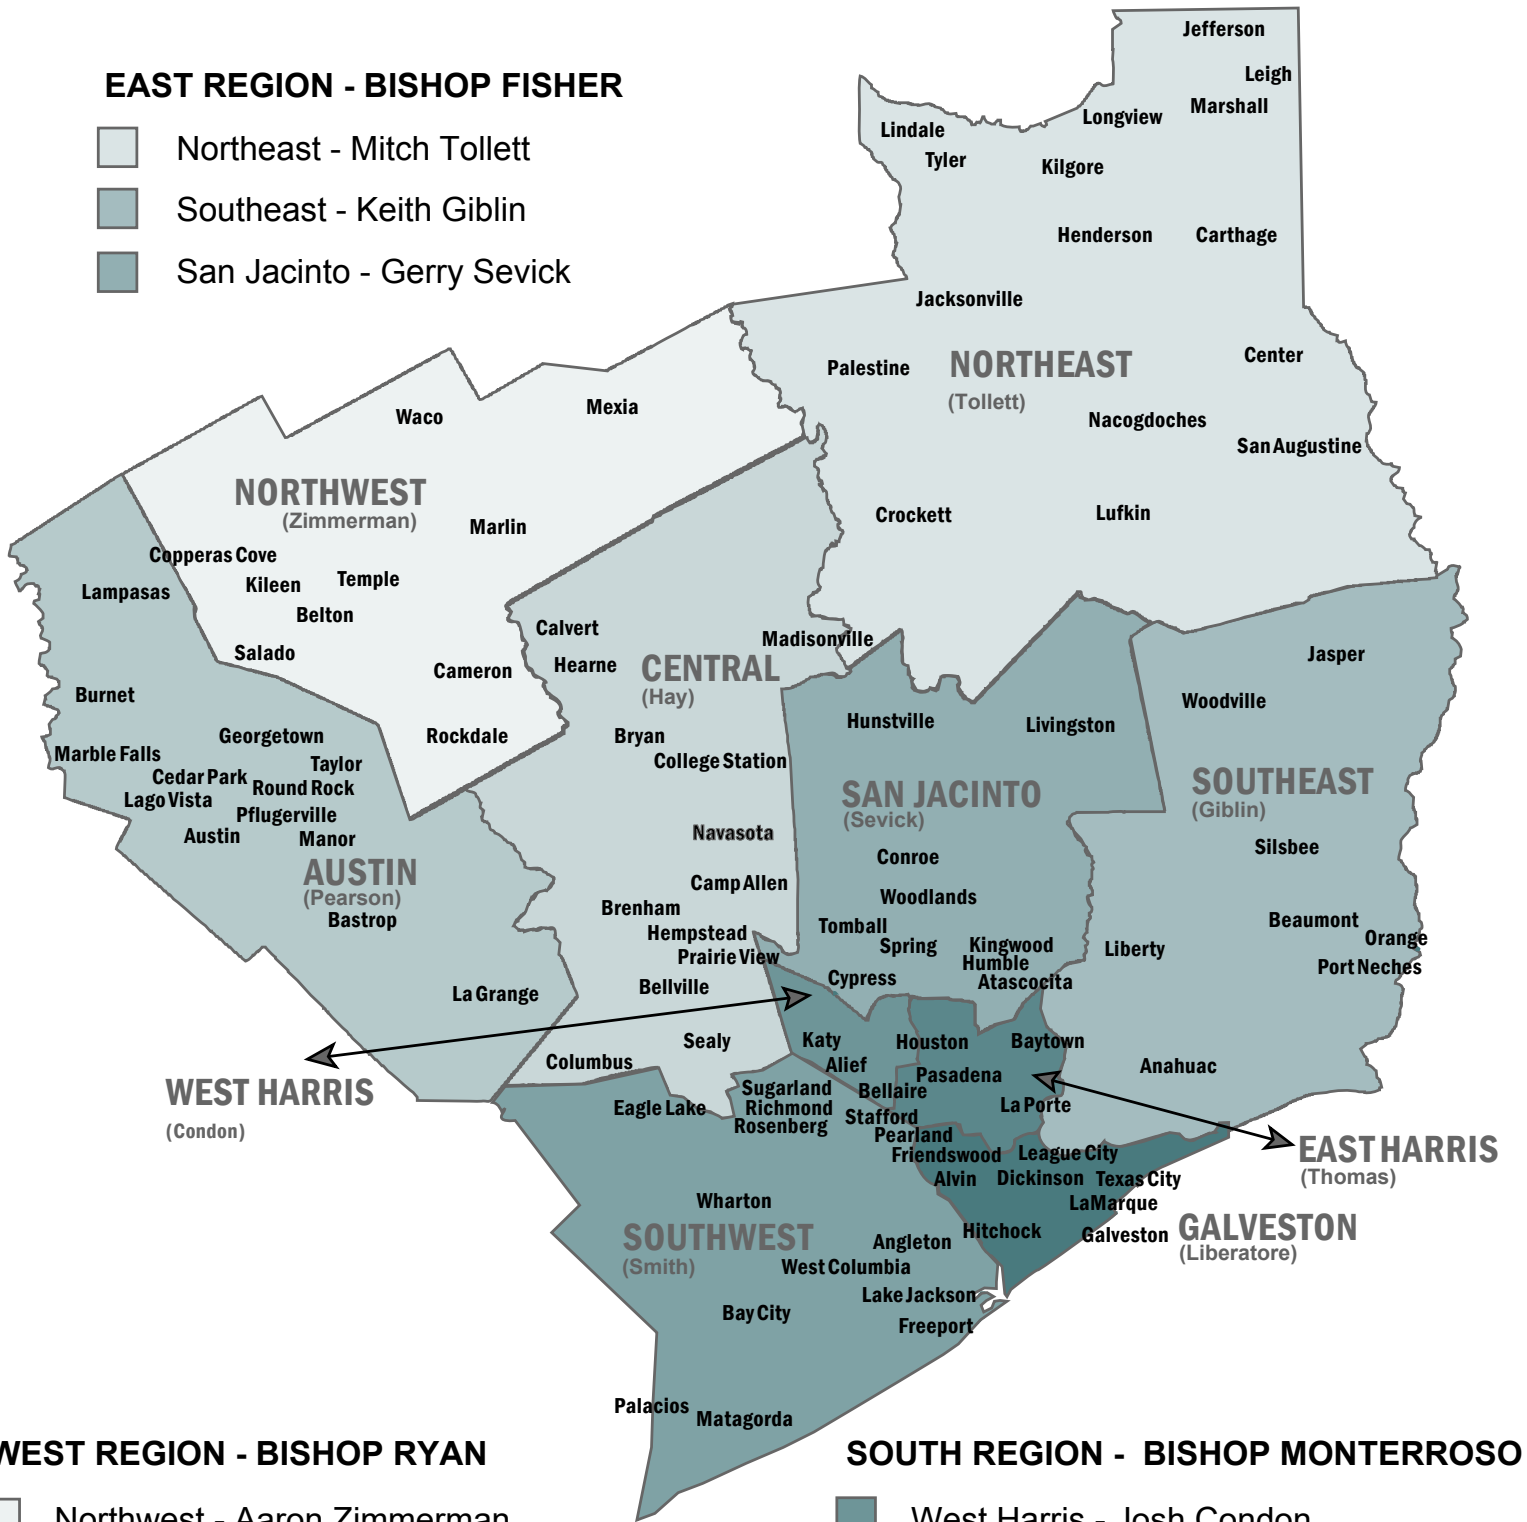 EAST REGION - BISHOP FISHER
Northeast - Mitch Tollett
Southeast - Keith Giblin
San Jacinto - Gerry Sevick
Jefferson
Leigh
Marshall
Longview
Lindale
Tyler
Kilgore
Henderson
Carthage
Jacksonville
Palestine
NORTHEAST
(Tollett)
Center
Nacogdoches
San Augustine
Crockett
Lufkin
Waco
Mexia
NORTHWEST
(Zimmerman)
Marlin
Copperas Cove
Kileen
Temple
Belton
Salado
Cameron
Rockdale
Lampasas
Burnet
Marble Falls
Georgetown
Taylor
Cedar Park
Round Rock
Lago Vista
Pflugerville
Austin
Manor
AUSTIN
(Pearson)
Bastrop
La Grange
Calvert
Hearne
Madisonville
CENTRAL
(Hay)
Bryan
College Station
Navasota
Camp Allen
Brenham
Hempstead
Prairie View
Bellville
Sealy
Columbus
Hunstville
Livingston
SAN JACINTO
(Sevick)
Conroe
Woodlands
Tomball
Spring
Kingwood
Humble
Atascocita
Cypress
Jasper
Woodville
SOUTHEAST
(Giblin)
Silsbee
Beaumont
Orange
Port Neches
Liberty
Anahuac
WEST HARRIS
(Condon)
Katy
Alief
Houston
Baytown
Pasadena
La Porte
Bellaire
EAST HARRIS
(Thomas)
Eagle Lake
Sugarland
Richmond
Rosenberg
Stafford
Pearland
Friendswood
League City
Alvin
Dickinson
Texas City
LaMarque
Hitchock
Galveston
GALVESTON
(Liberatore)
Wharton
SOUTHWEST
(Smith)
Angleton
West Columbia
Lake Jackson
Bay City
Freeport
Palacios
Matagorda
WEST REGION - BISHOP RYAN
Northwest - Aaron Zimmerman
SOUTH REGION - BISHOP MONTERROSO
West Harris - Josh Condon